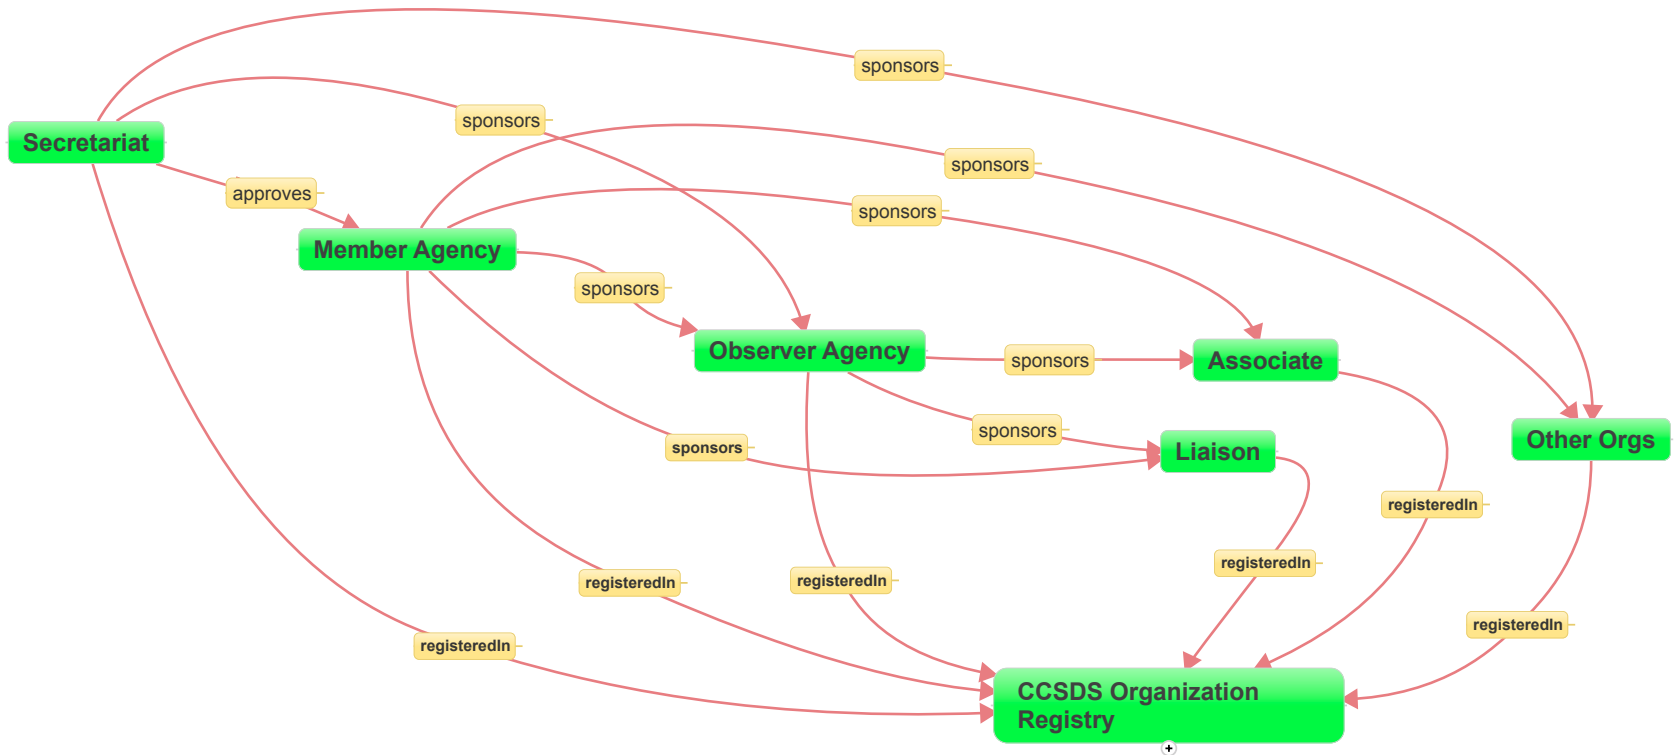 sponsors
sponsors
Secretariat
sponsors
approves
sponsors
Member Agency
sponsors
Observer Agency
sponsors
Associate
sponsors
Other Orgs
sponsors
Liaison
registeredIn
registeredIn
registeredIn
registeredIn
registeredIn
registeredIn
CCSDS Organization
Registry